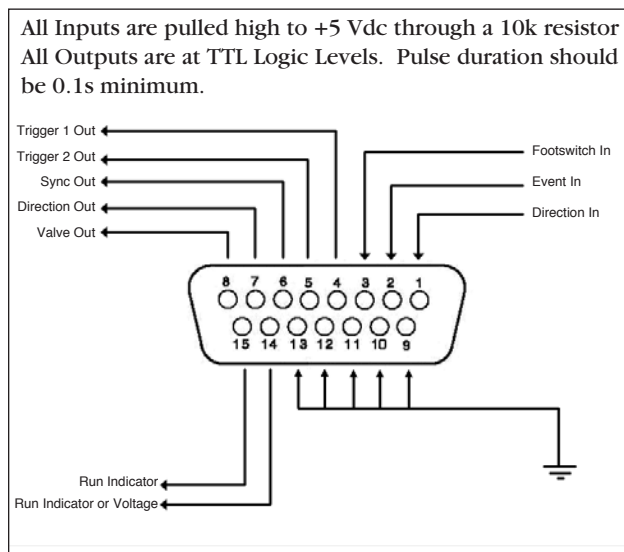 All Inputs are pulled high to +5 Vdc through a 10k resistor
All Outputs are at TTL Logic Levels.  Pulse duration should
be 0.1s minimum.
Trigger 1 Out
Trigger 2 Out
Sync Out
Direction Out
Valve Out
Footswitch In
Event In
Direction In
8 7 6 5 4 3 2 1
15 14 13 12 11 10 9
Run Indicator
Run Indicator or Voltage